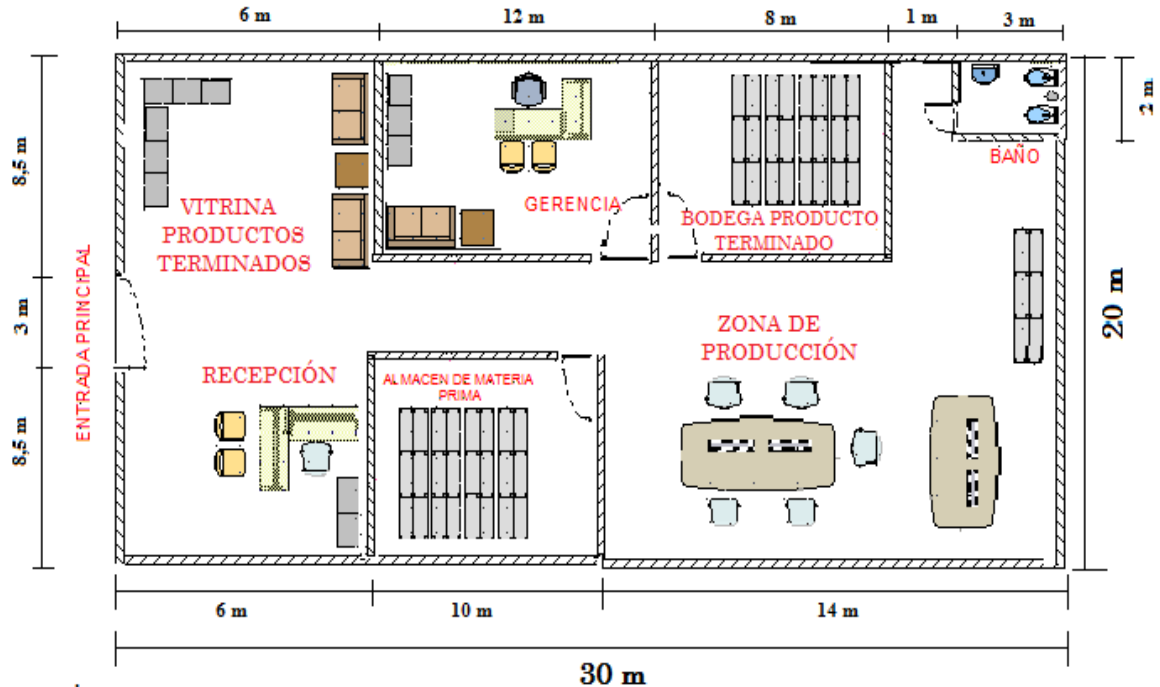 6 m
12 m
8 m
1 m
3 m
8,5 m
3 m
8,5 m
ENTRADA PRINCIPAL
2 m
20 m
VITRINA
PRODUCTOS
TERMINADOS
GERENCIA
BODEGA PRODUCTO
TERMINADO
BAÑO
RECEPCIÓN
ALMACEN DE MATERIA
PRIMA
ZONA DE
PRODUCCIÓN
6 m
10 m
14 m
30 m